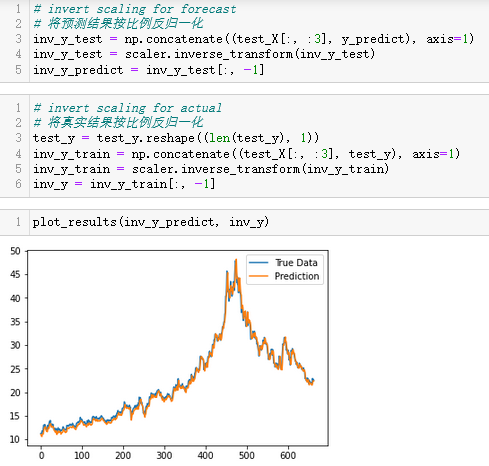 1 # invert scaling for forecast
2 # 将预测结果按比例反归一化
3 inv_y_test = np.concatenate((test_X[:, :3], y_predict), axis=1)
4 inv_y_test = scaler.inverse_transform(inv_y_test)
5 inv_y_predict = inv_y_test[:, -1]
1 # invert scaling for actual
2 # 将真实结果按比例反归一化
3 test_y = test_y.reshape((len(test_y), 1))
4 inv_y_train = np.concatenate((test_X[:, :3], test_y), axis=1)
5 inv_y_train = scaler.inverse_transform(inv_y_train)
6 inv_y = inv_y_train[:, -1]
1 plot_results(inv_y_predict, inv_y)
50
45
40
35
30
25
20
15
10
True Data
Prediction
0 100 200 300 400 500 600